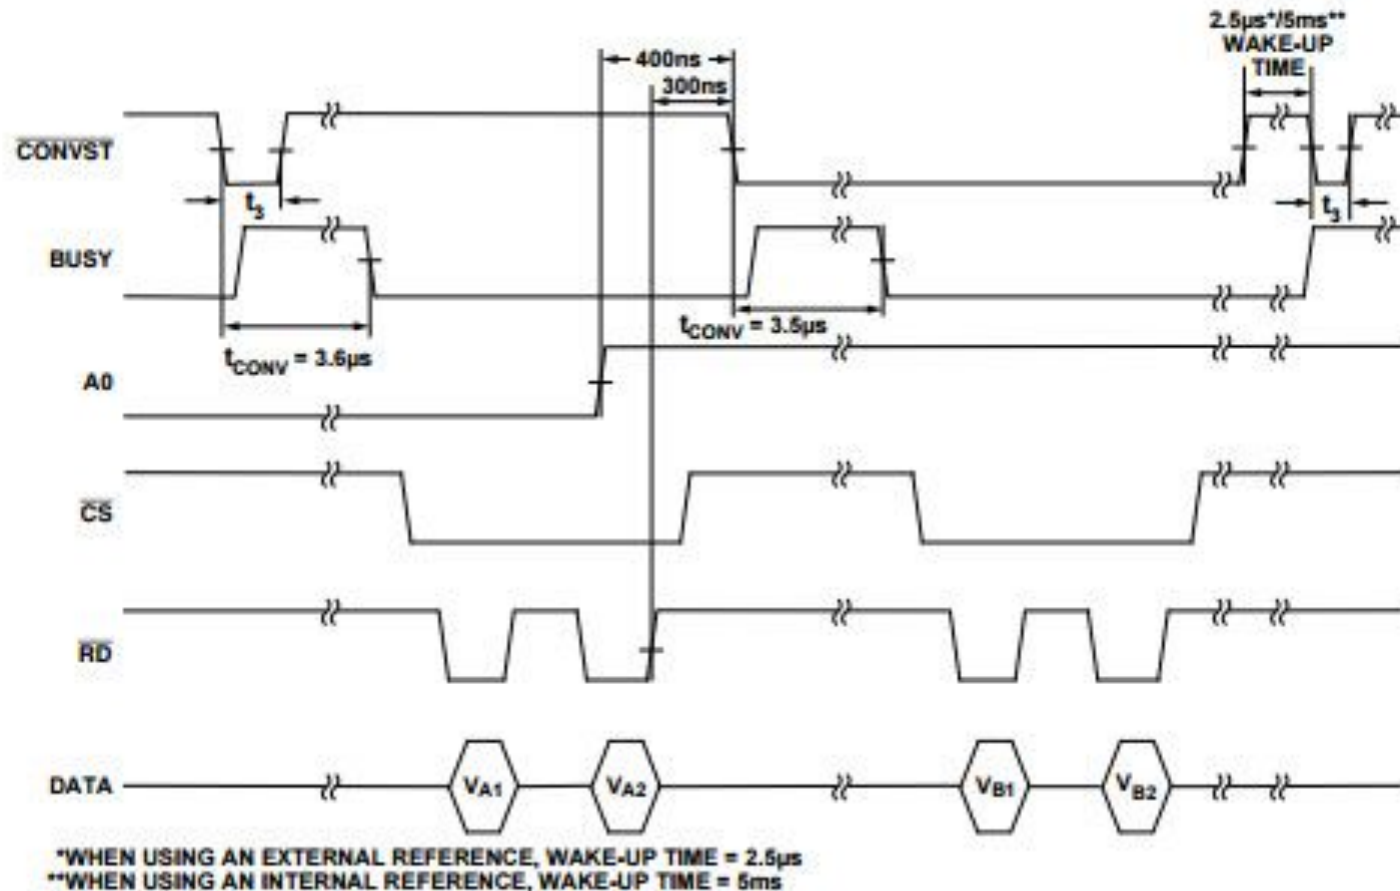 2.5µs*/5ms**
WAKE-UP
TIME
400ns
300ns
CONVST
t3
t3
BUSY
tCONV = 3.6µs
tCONV = 3.5µs
A0
CS
RD
DATA
VA1
VA2
VB1
VB2
*WHEN USING AN EXTERNAL REFERENCE, WAKE-UP TIME = 2.5µs
**WHEN USING AN INTERNAL REFERENCE, WAKE-UP TIME = 5ms